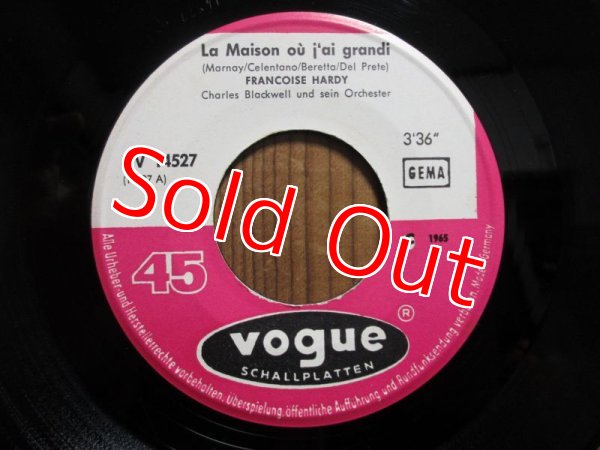 La Maison où j'ai grandi
(Marnay/Celentano/Beretta/Del Prete)
FRANCOISE HARDY
Charles Blackwell und sein Orchester
3'36"
4527
GEMA
Sold Out
1965
45
®
vogue
SCHALLPLATTEN
Alle Urheber- und Herstellerrechte vorbehalten. Überspielung, öffentliche Aufführung und Rundfunksendung Germany